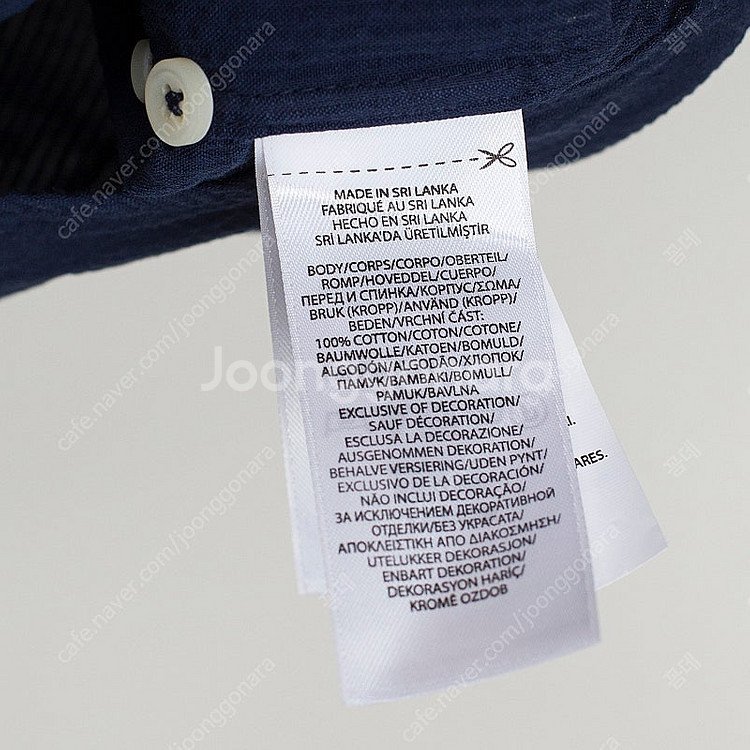 MADE IN SRI LANKA
FABRIQUÉ AU SRI LANKA
HECHO EN SRI LANKA
SRI LANKA'DA ÜRETILMIŞTIR
BODY/CORPS/CORPO/OBERTEIL/
ROMP/HOVEDDEL/CUERPO/
ПЕРЕД И СПИНКА/КОРПУС/ΣΩΜΑ/
BRUK (KROPP)/ANVÄND (KROPP)/
BEDEN/VRCHNÍ ČÁST:
100% COTTON/COTON/COTONE/
BAUMWOLLE/KATOEN/BOMULD/
ALGODÓN/ALGODÃO/ХЛОПОК/
ПАМУК/ΒΑΜΒΑΚΙ/BOMULL/
PAMUK/BAVLNA
EXCLUSIVE OF DECORATION/
SAUF DÉCORATION/
ESCLUSA LA DECORAZIONE/
AUSGENOMMEN DEKORATION/
BEHALVE VERSIERING/UDEN PYNT/
EXCLUSIVO DE LA DECORACIÓN/
NÃO INCLUI DECORAÇÃO/
ЗА ИСКЛЮЧЕНИЕМ ДЕКОРАТИВНОЙ
ОТДЕЛКИ/БЕЗ УКРАСАТА/
ΑΠΟΚΛΕΙΣΤΙΚΗ ΑΠΟ ΔΙΑΚΟΣΜΗΣΗ/
UTELUKKER DEKORASJON/
ENBART DEKORATION/
DEKORASYON HARİÇ/
KROMĚ OZDOB
ARES.
cafe.naver.com/joonggonara